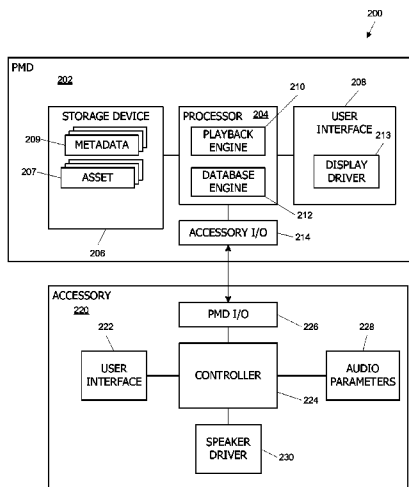 200
PMD
202
STORAGE DEVICE
209
METADATA
207
ASSET
206
PROCESSOR
204
210
PLAYBACK
ENGINE
DATABASE
ENGINE
212
208
USER
INTERFACE
213
DISPLAY
DRIVER
ACCESSORY I/O
214
ACCESSORY
220
PMD I/O
226
222
USER
INTERFACE
CONTROLLER
224
228
AUDIO
PARAMETERS
SPEAKER
DRIVER
230